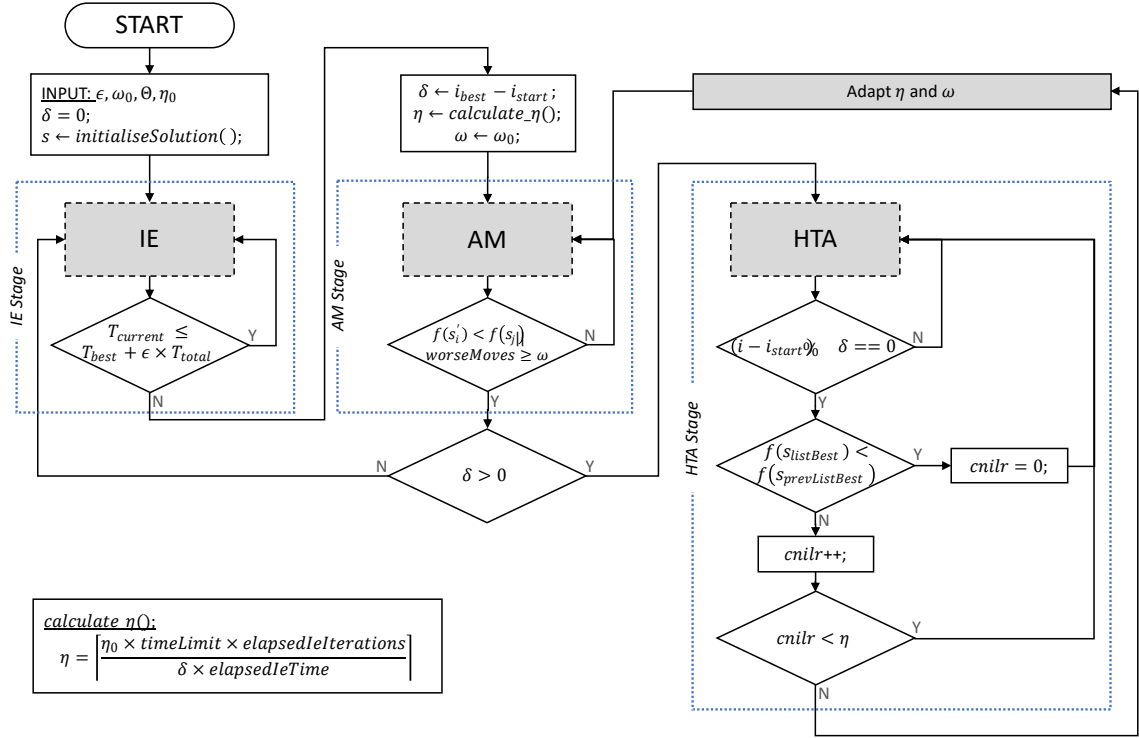 START
INPUT: ϵ, ω₀, Θ, η₀
δ = 0;
s ← initialiseSolution( );
IE Stage
IE
T_current ≤
T_best + ϵ × T_total
Y
N
δ ← i_best − i_start ;
η ← calculate_η();
ω ← ω₀;
AM Stage
AM
f(s_i′) < f(s_j||
worseMoves ≥ ω
N
Y
δ > 0
N
Y
Adapt η and ω
HTA Stage
HTA
(i − i_start)% δ == 0
N
Y
f(s_listBest ) <
f(s_prevListBest)
Y
cnilr = 0;
N
cnilr++;
cnilr < η
Y
N
calculate_η():
η = ⌈η₀ × timeLimit × elapsedIeIterations
δ × elapsedIeTime⌉